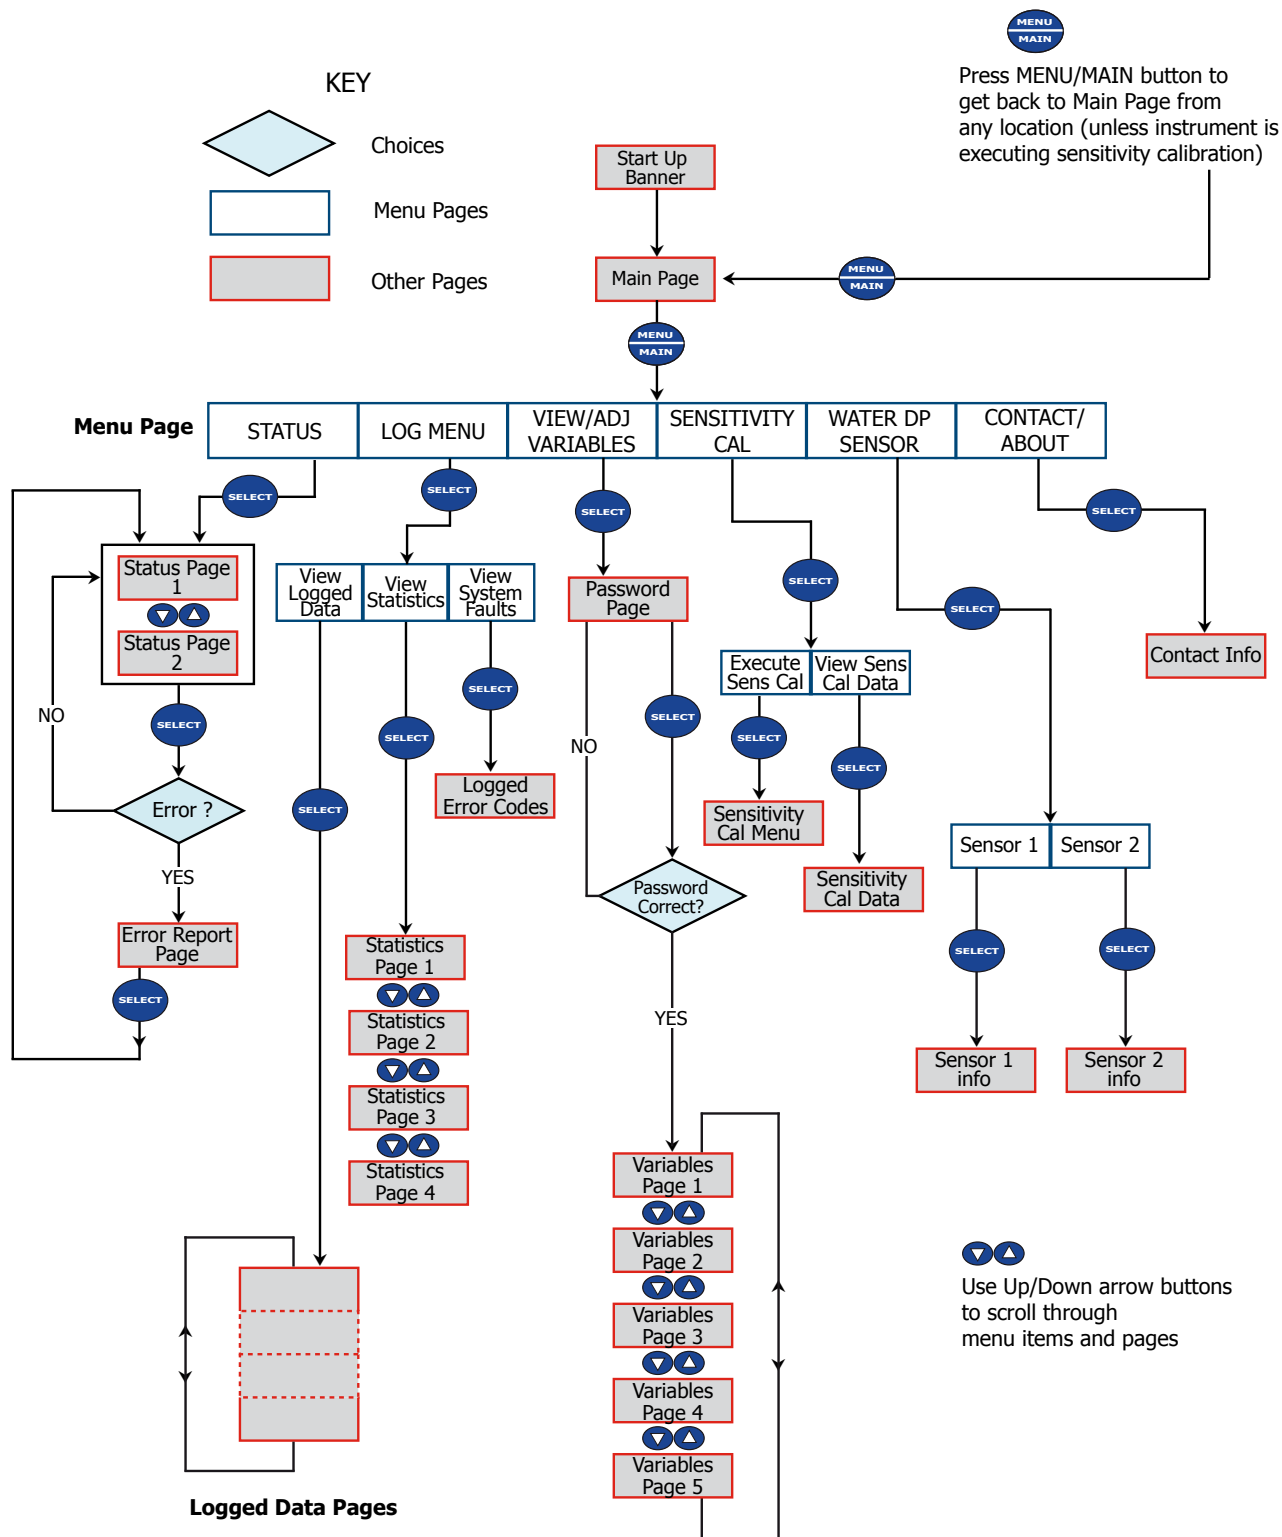 MENU
MAIN
Press MENU/MAIN button to
get back to Main Page from
any location (unless instrument is
executing sensitivity calibration)
KEY
Choices
Menu Pages
Other Pages
Start Up
Banner
Main Page
MENU
MAIN
MENU
MAIN
Menu Page
STATUS
LOG MENU
VIEW/ADJ
VARIABLES
SENSITIVITY
CAL
WATER DP
SENSOR
CONTACT/
ABOUT
SELECT
SELECT
SELECT
SELECT
SELECT
SELECT
Status Page
1
Status Page
2
View
Logged
Data
View
Statistics
View
System
Faults
Password
Page
Execute
Sens Cal
View Sens
Cal Data
Contact Info
NO
SELECT
SELECT
SELECT
SELECT
SELECT
SELECT
SELECT
NO
Error ?
YES
Logged
Error Codes
Sensitivity
Cal Menu
Sensitivity
Cal Data
Password
Correct?
Sensor 1
Sensor 2
Error Report
Page
SELECT
SELECT
SELECT
Statistics
Page 1
Statistics
Page 2
Statistics
Page 3
Statistics
Page 4
YES
Sensor 1
info
Sensor 2
info
Variables
Page 1
Variables
Page 2
Variables
Page 3
Variables
Page 4
Variables
Page 5
Use Up/Down arrow buttons
to scroll through
menu items and pages
Logged Data Pages